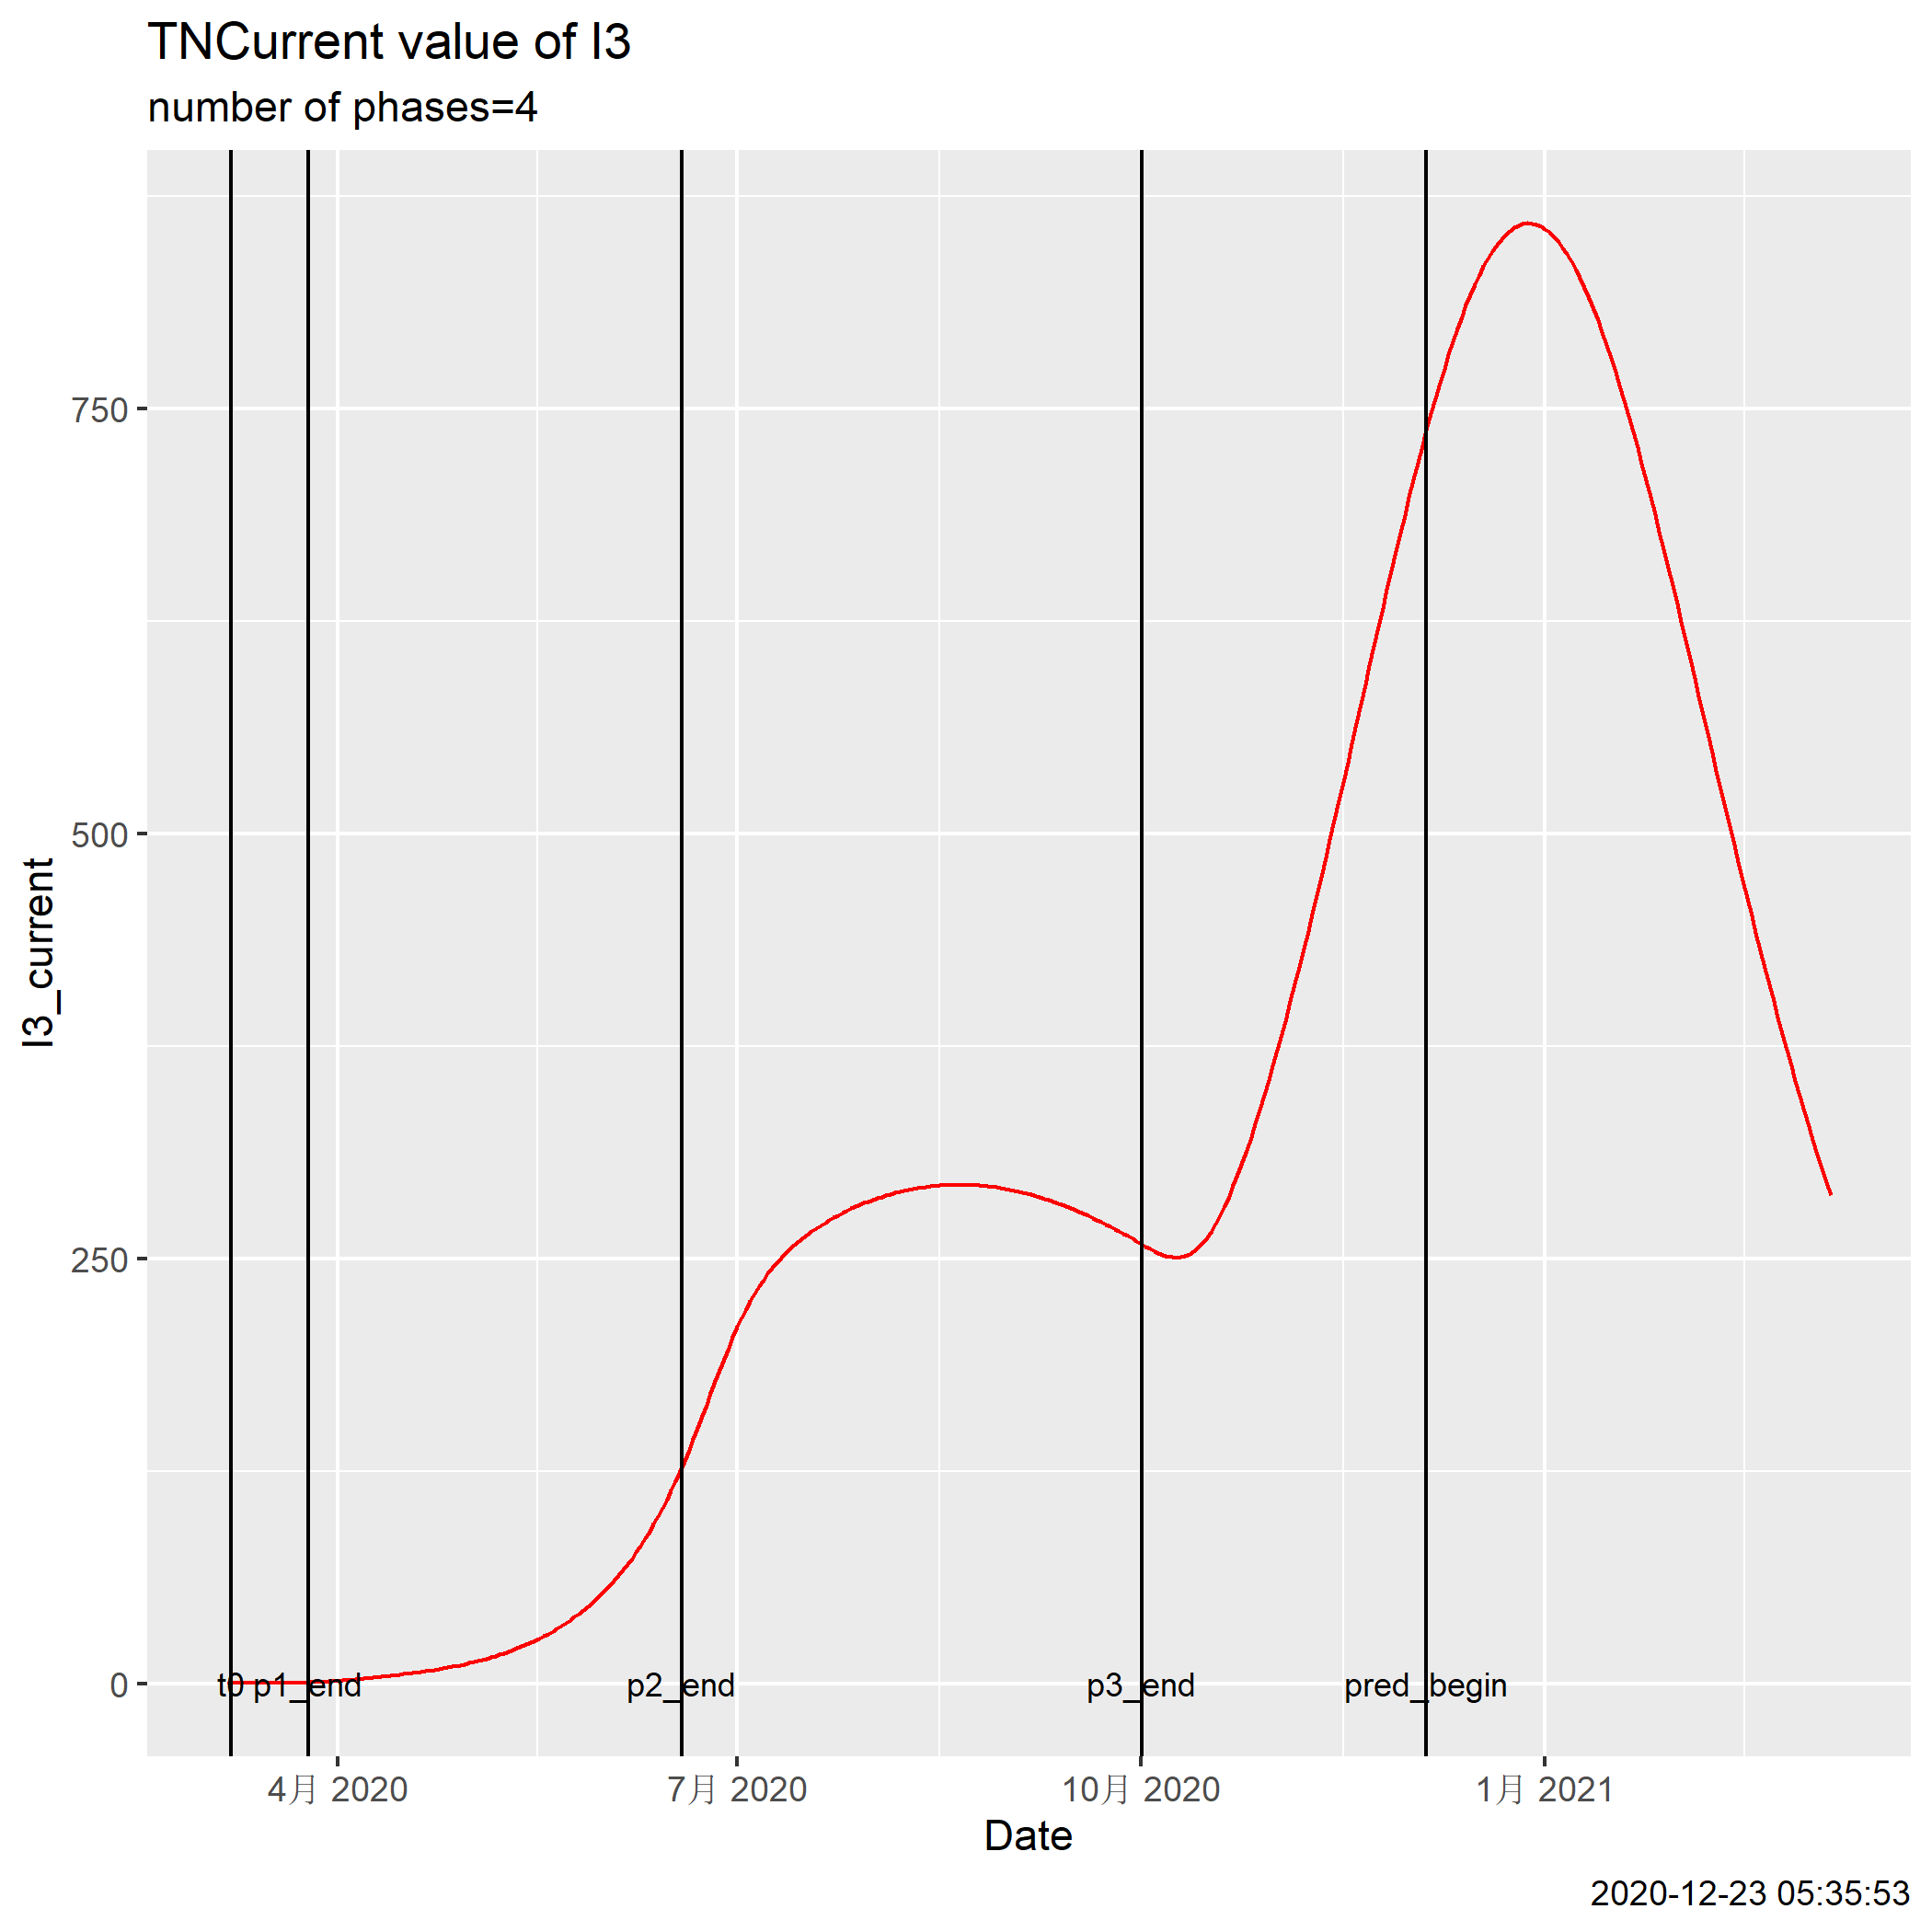 TNCurrent value of I3
number of phases=4
I3_current
750
500
250
0
t0 p1_end p2_end p3_end pred_begin
4月 2020 7月 2020 10月 2020 1月 2021
Date
2020-12-23 05:35:53